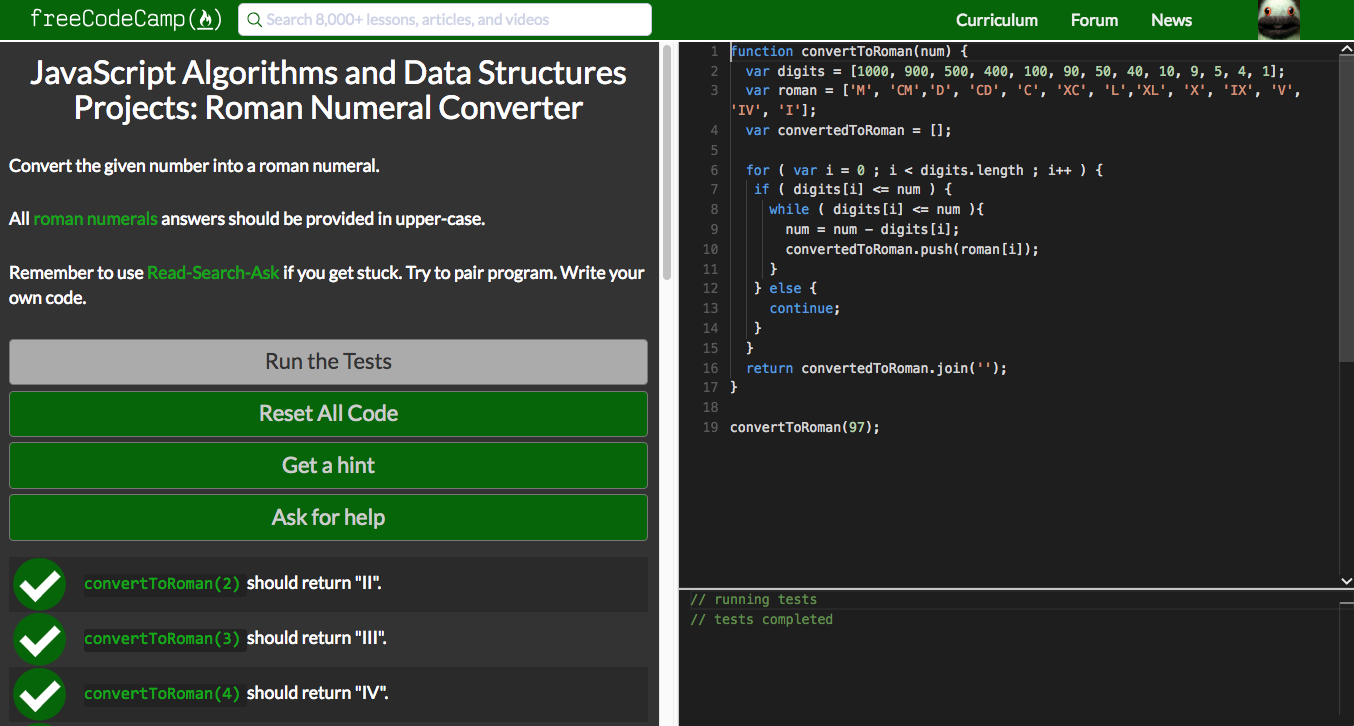 freeCodeCamp
Search 8,000+ lessons, articles, and videos
Curriculum
Forum
News
JavaScript Algorithms and Data Structures
Projects: Roman Numeral Converter
Convert the given number into a roman numeral.
All roman numerals answers should be provided in upper-case.
Remember to use Read-Search-Ask if you get stuck. Try to pair program. Write your
own code.
Run the Tests
Reset All Code
Get a hint
Ask for help
convertToRoman(2) should return "II".
convertToRoman(3) should return "III".
convertToRoman(4) should return "IV".
1 function convertToRoman(num) {
2 var digits = [1000, 900, 500, 400, 100, 90, 50, 40, 10, 9, 5, 4, 1];
3 var roman = ['M', 'CM','D', 'CD', 'C', 'XC', 'L','XL', 'X', 'IX', 'V',
'IV', 'I'];
4 var convertedToRoman = [];
5
6 for ( var i = 0 ; i < digits.length ; i++ ) {
7 if ( digits[i] <= num ) {
8 while ( digits[i] <= num ){
9 num = num - digits[i];
10 convertedToRoman.push(roman[i]);
11 }
12 } else {
13 continue;
14 }
15 }
16 return convertedToRoman.join('');
17 }
18
19 convertToRoman(97);
// running tests
// tests completed